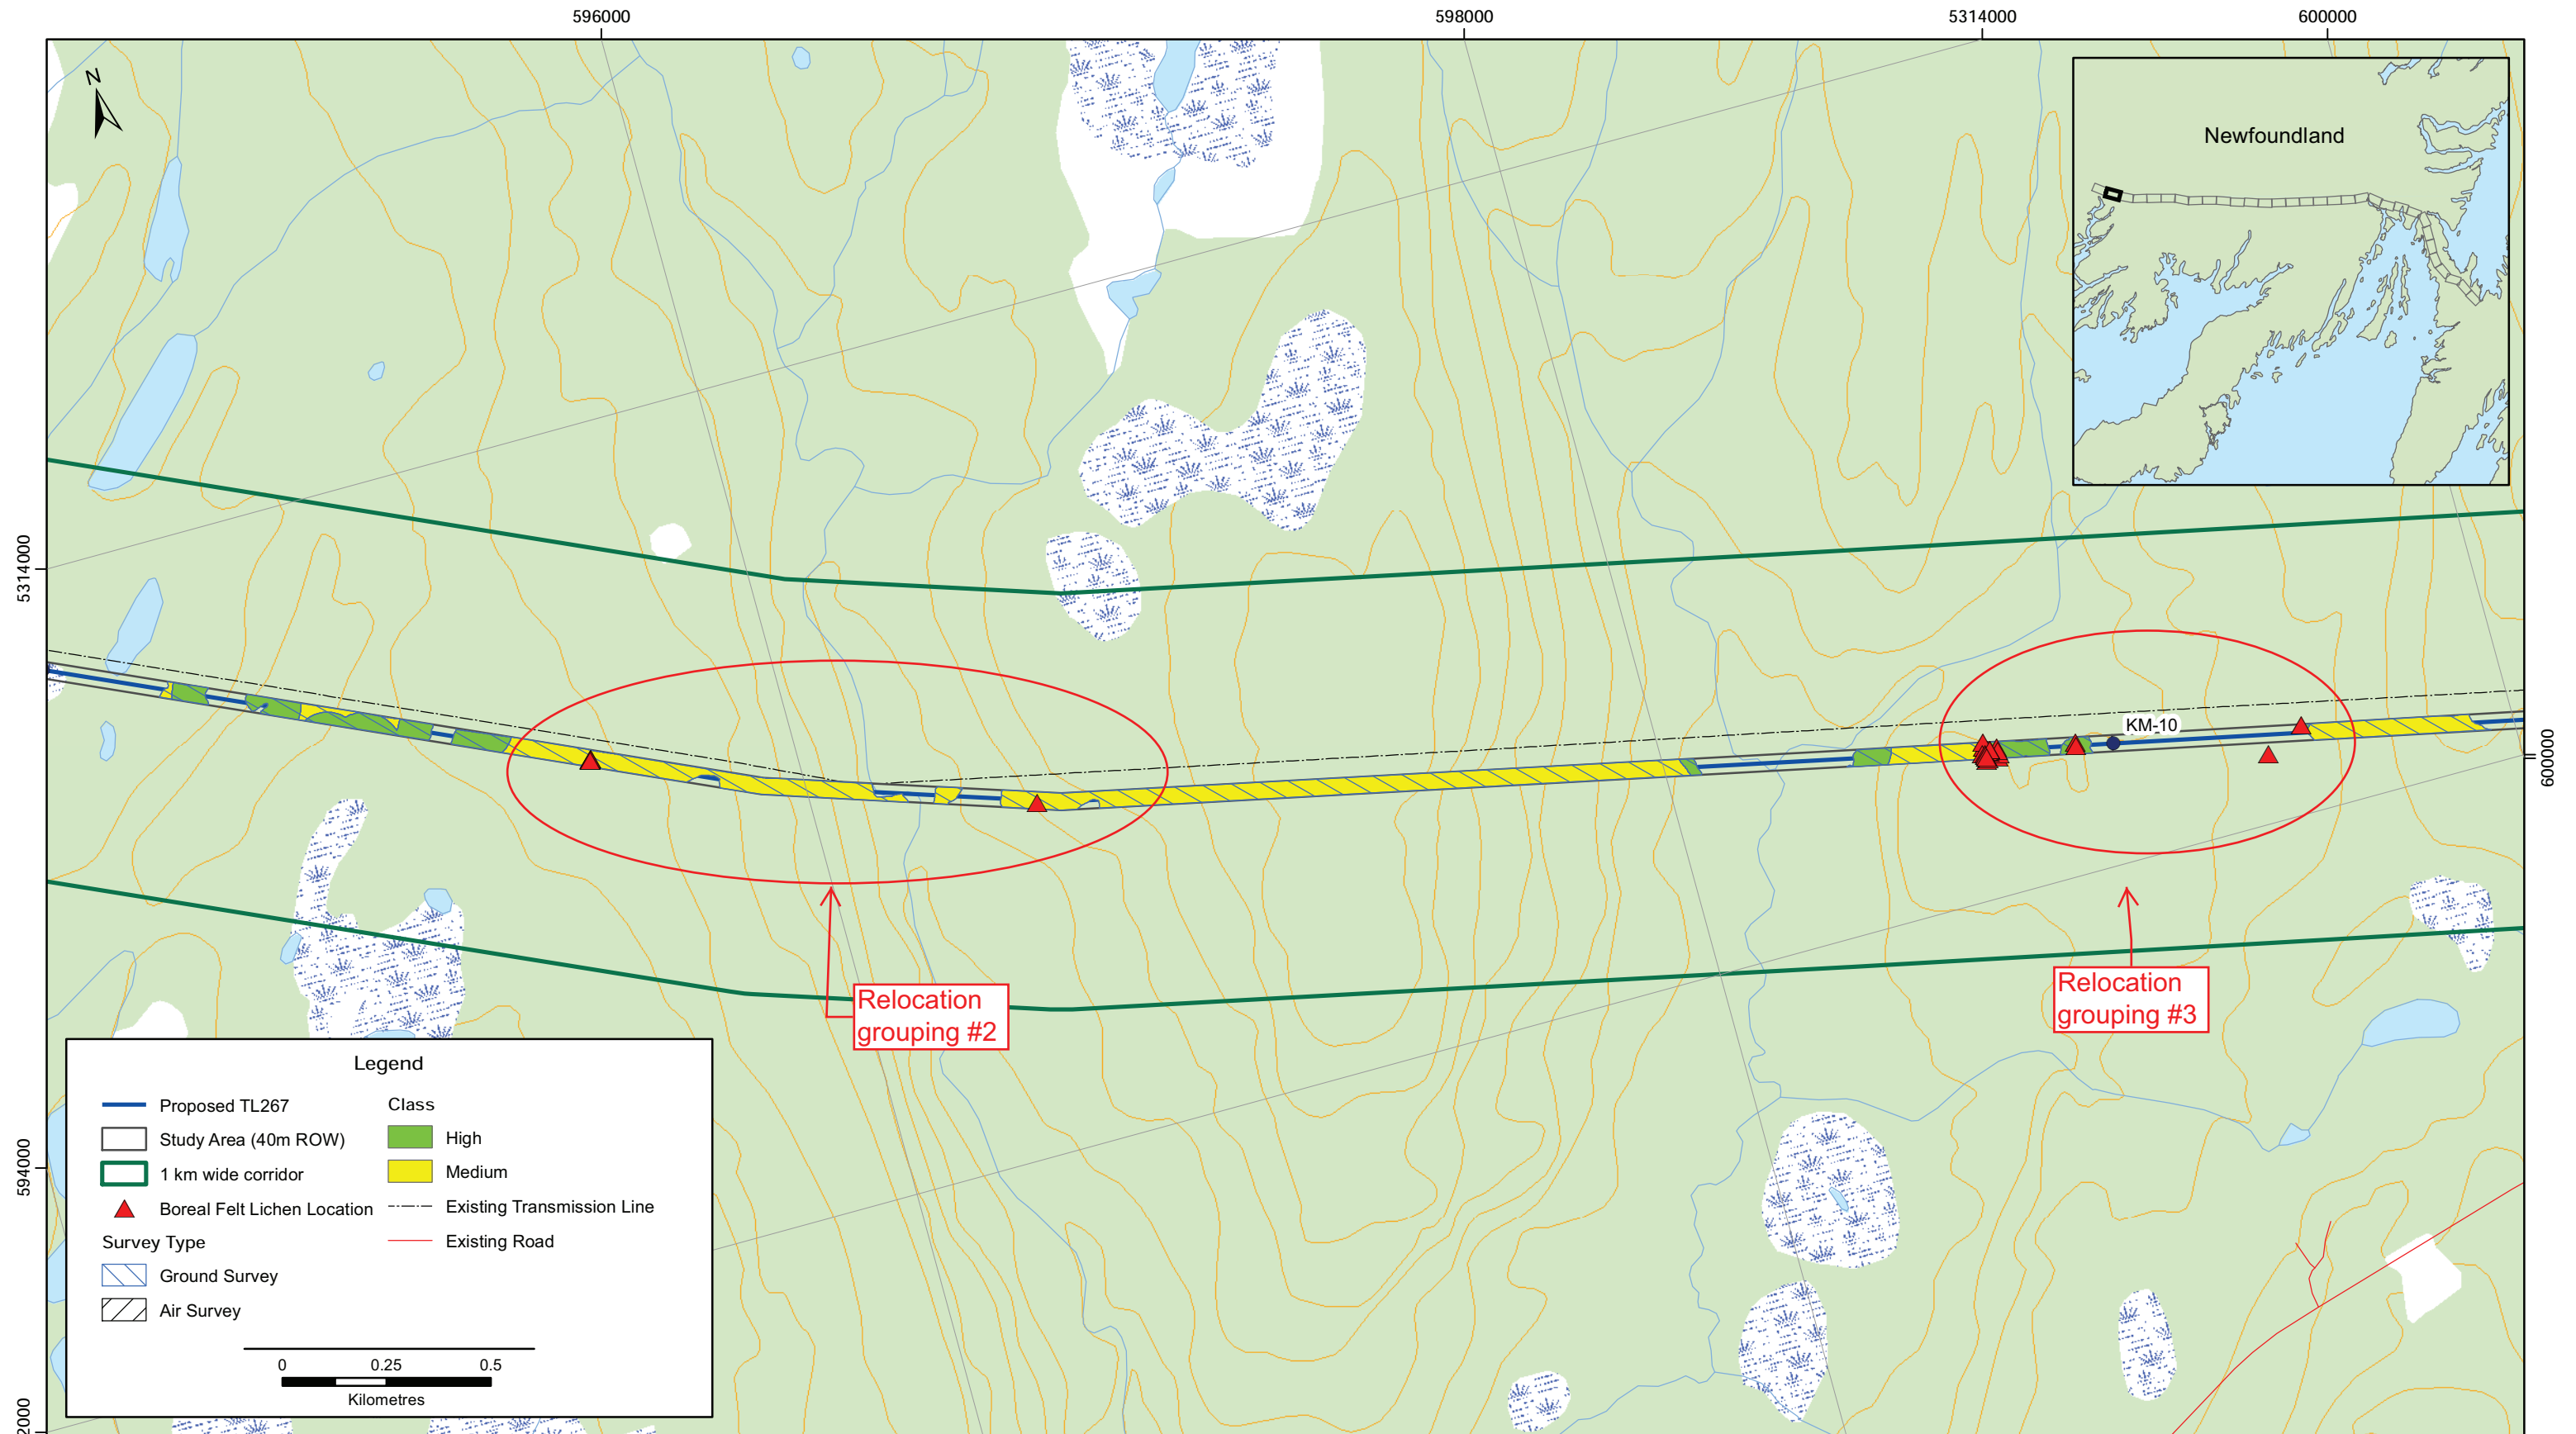 596000
598000
5314000
600000
N
Newfoundland
5314000
KM-10
600000
Relocation
grouping #2
Relocation
grouping #3
594000
Legend
Proposed TL267
Study Area (40m ROW)
1 km wide corridor
Boreal Felt Lichen Location
Survey Type
Ground Survey
Air Survey
Class
High
Medium
Existing Transmission Line
Existing Road
0 0.25 0.5
Kilometres